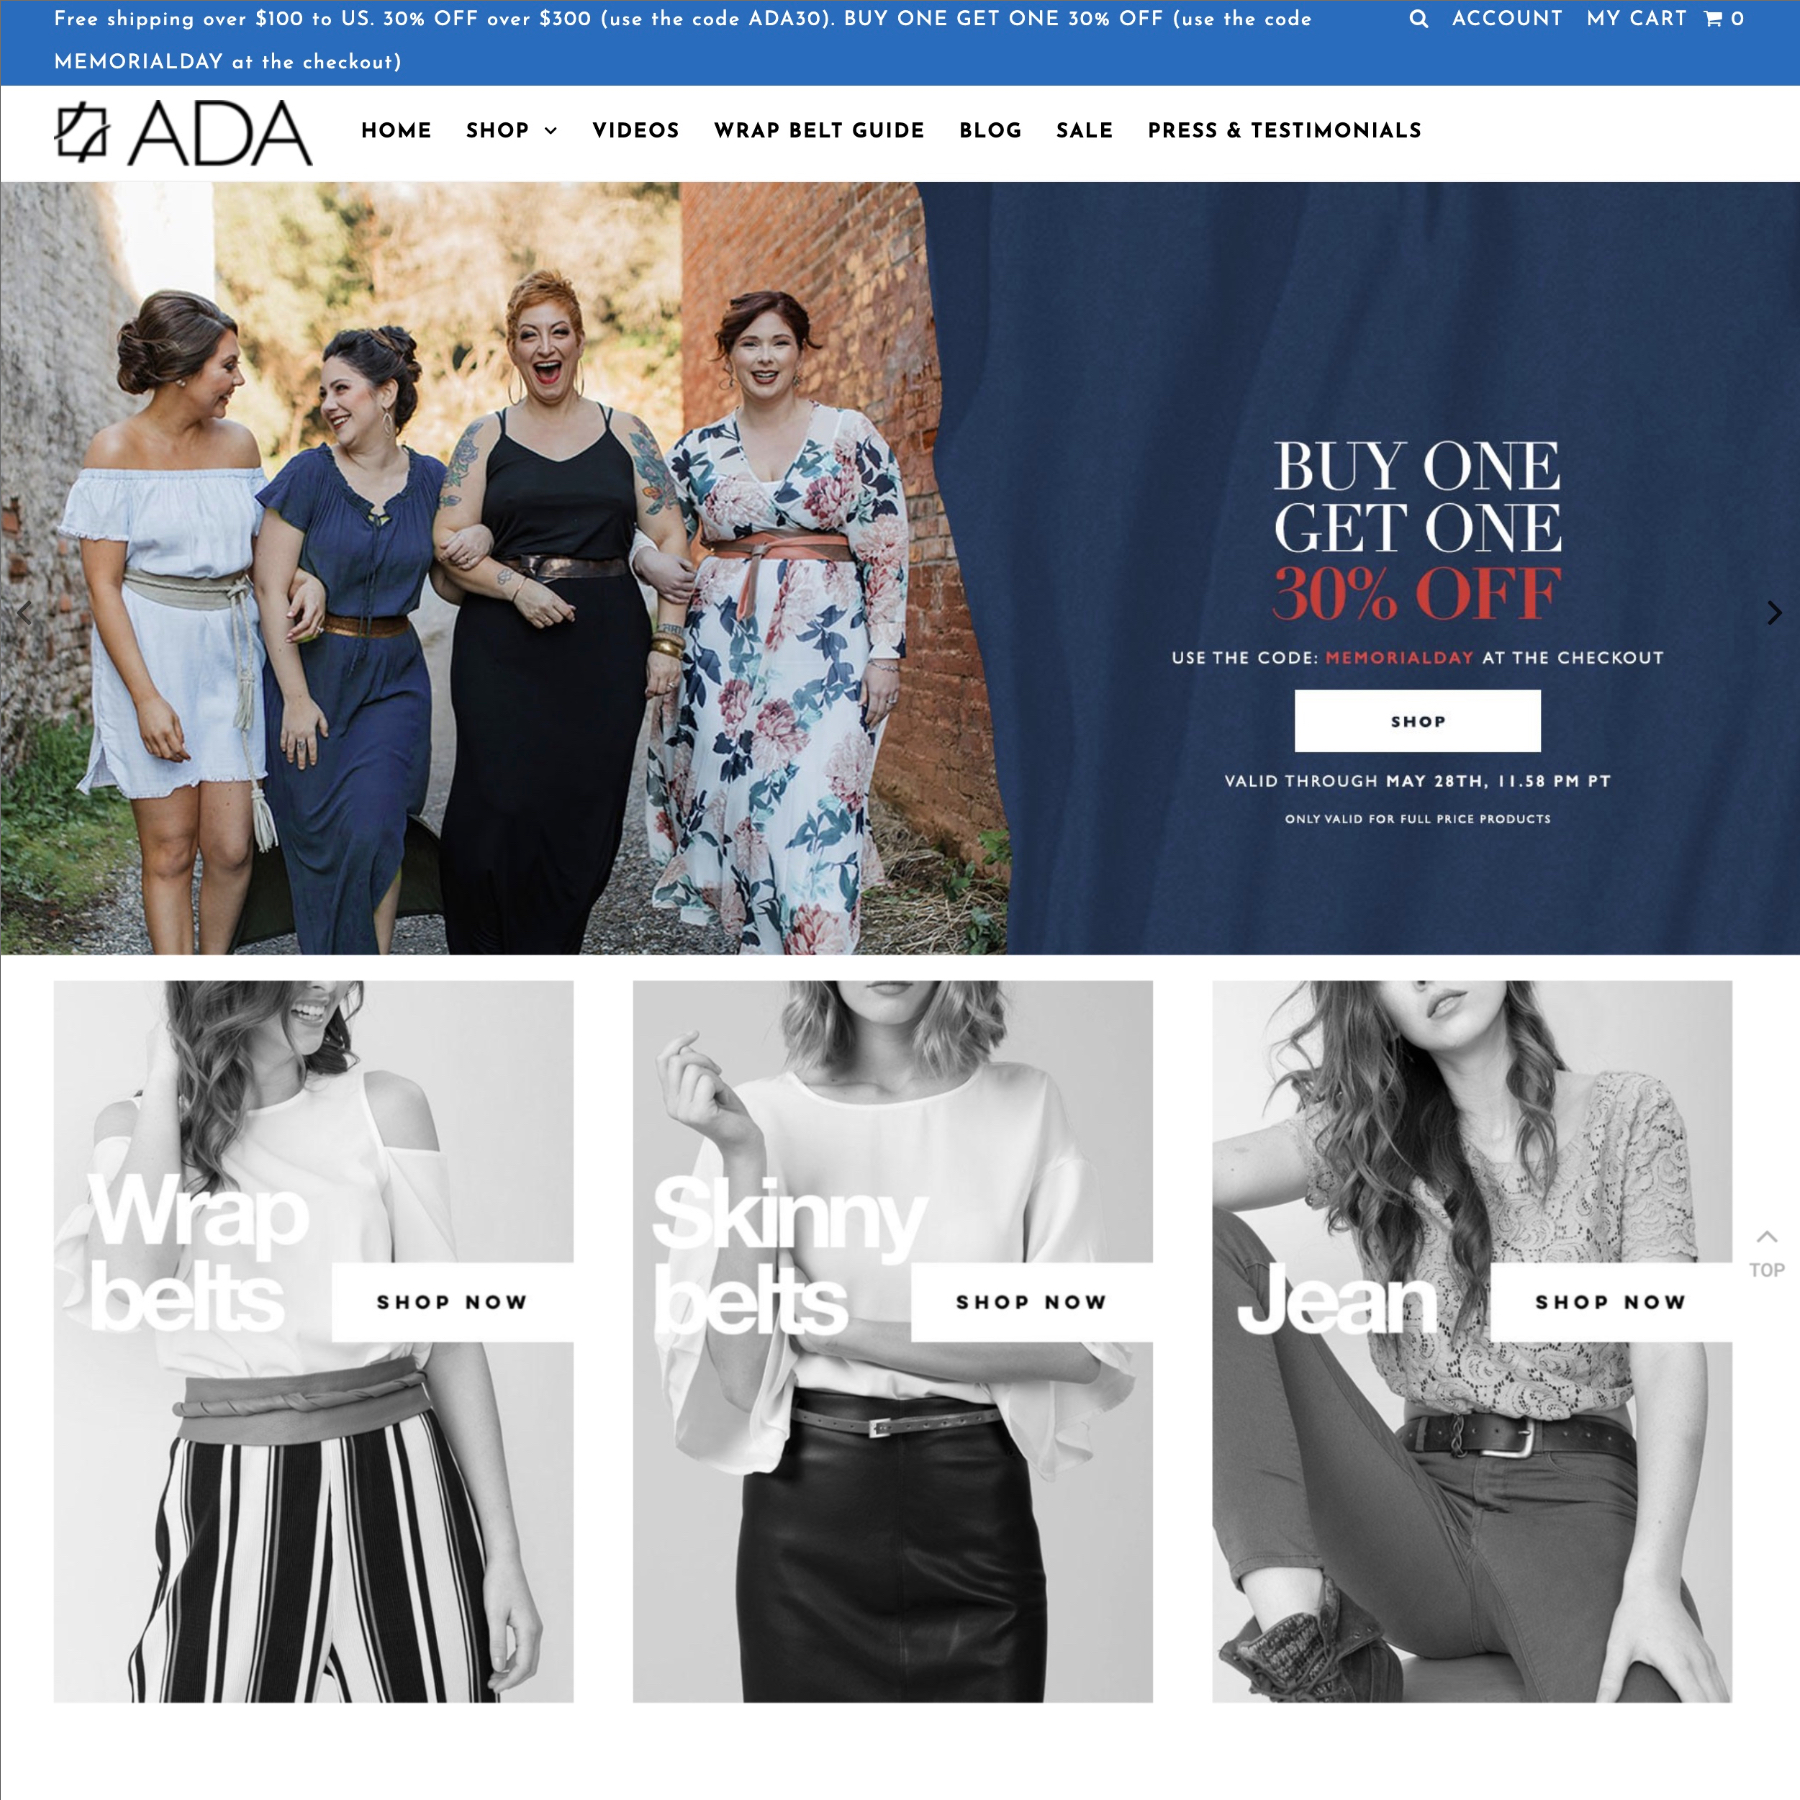 Free shipping over $100 to US. 30% OFF over $300 (use the code ADA30). BUY ONE GET ONE 30% OFF (use the code
MEMORIALDAY at the checkout)
ACCOUNT MY CART 0
ADA
HOME SHOP VIDEOS WRAP BELT GUIDE BLOG SALE PRESS & TESTIMONIALS
BUY ONE
GET ONE
30% OFF
USE THE CODE: MEMORIALDAY AT THE CHECKOUT
SHOP
VALID THROUGH MAY 28TH, 11.58 PM PT
ONLY VALID FOR FULL PRICE PRODUCTS
Wrap
belts
SHOP NOW
Skinny
belts
SHOP NOW
Jean
SHOP NOW
TOP